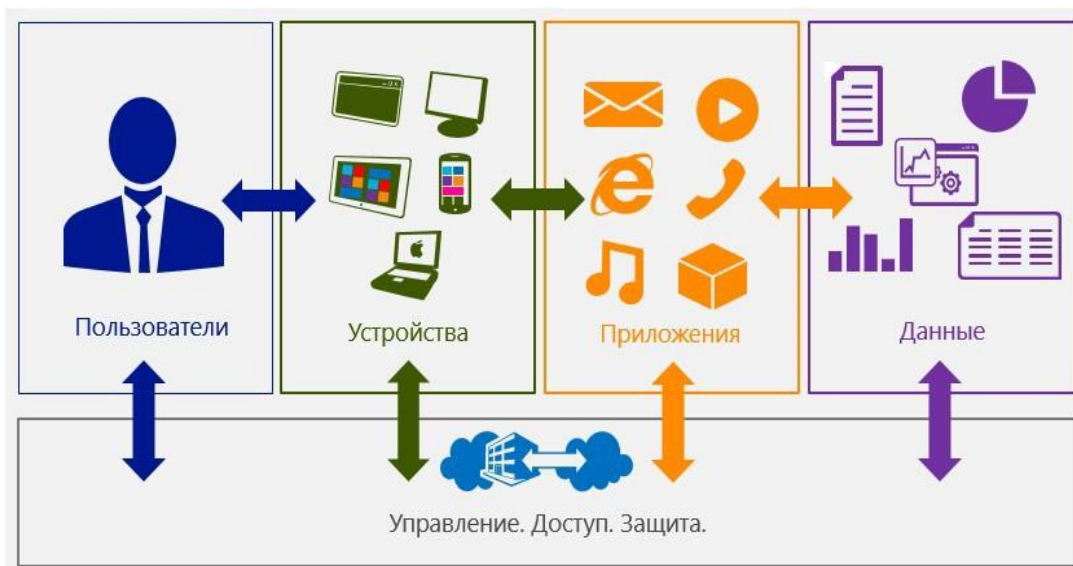 Пользователи
Устройства
Приложения
Данные
Управление. Доступ. Защита.